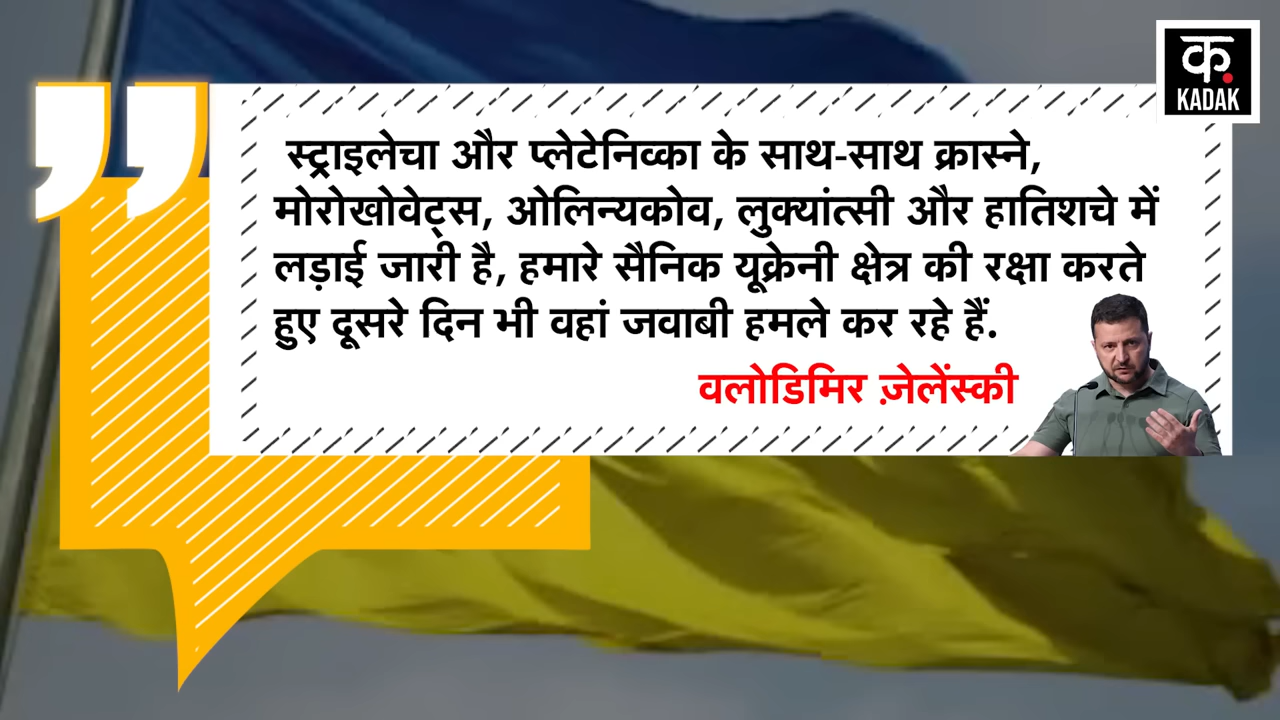 क.
KADAK
स्ट्राइलेचा और प्लेटेनिव्का के साथ-साथ क्रास्ने,
मोरोखोवेट्स, ओलिन्यकोव, लुक्यांत्सी और हातिशचे में
लड़ाई जारी है, हमारे सैनिक यूक्रेनी क्षेत्र की रक्षा करते
हुए दूसरे दिन भी वहां जवाबी हमले कर रहे हैं.
वलोडिमिर ज़ेलेंस्की